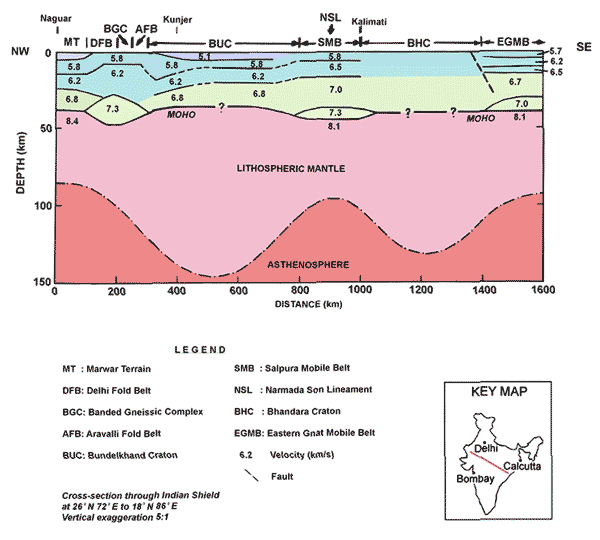 Naguar Kunjer NSL Kalimati
BGC AFB
NW MT DFB BUC SMB BHC EGMB SE
0
50
100
150
DEPTH (km)
5.8 5.8 5.8 5.1 5.8 5.8 5.7
6.2 6.2 6.2 6.2 6.5 6.2
6.5
6.8 6.8 6.8 7.0 6.7
7.3 7.3 7.0
8.4 MOHO ? 8.1 ? ? MOHO 8.1
LITHOSPHERIC MANTLE
ASTHENOSPHERE
0 200 400 600 800 1000 1200 1400 1600
DISTANCE (km)
LEGEND
MT : Marwar Terrain
DFB: Delhi Fold Belt
BGC: Banded Gneissic Complex
AFB: Aravalli Fold Belt
BUC: Bundelkhand Craton
SMB : Salpura Mobile Belt
NSL : Narmada Son Lineament
BHC : Bhandara Craton
EGMB: Eastern Gnat Mobile Belt
6.2 Velocity (km/s)
Fault
Cross-section through Indian Shield
at 26° N 72° E to 18° N 86° E
Vertical exaggeration 5:1
KEY MAP
Delhi
Calcutta
Bombay